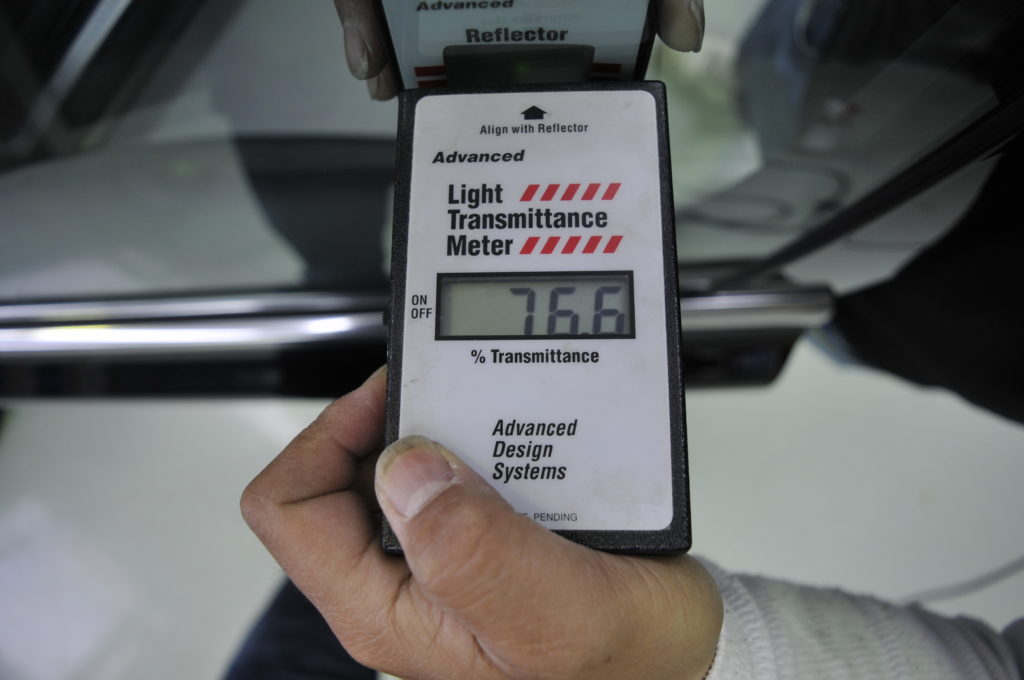 Advanced
Reflector
Align with Reflector
Advanced
Light
Transmittance
Meter
ON
OFF
76.6
% Transmittance
Advanced
Design
Systems
PENDING